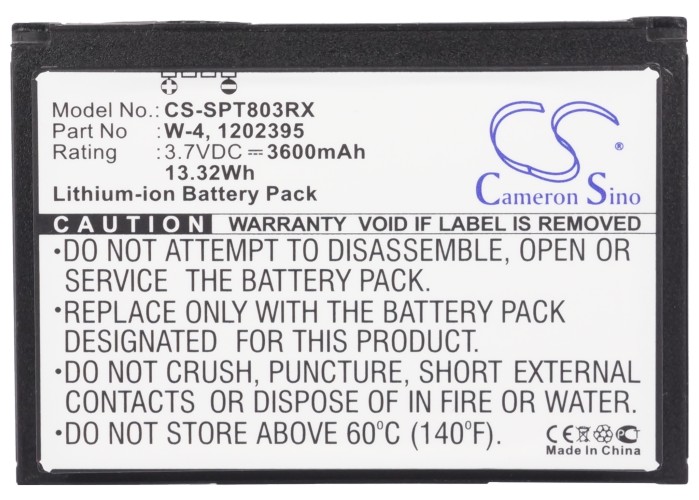 Model No.: CS-SPT803RX
Part No : W-4, 1202395
Rating : 3.7VDC⎓3600mAh
13.32Wh
Lithium-ion Battery Pack
CS ®
Cameron Sino
CAUTION WARRANTY VOID IF LABEL IS REMOVED
•DO NOT ATTEMPT TO DISASSEMBLE, OPEN OR
SERVICE THE BATTERY PACK.
•REPLACE ONLY WITH THE BATTERY PACK
DESIGNATED FOR THIS EQUIPMENT.
•DO NOT CRUSH, PUNCTURE, SHORT EXTERNAL
CONTACTS OR DISPOSE OF IN FIRE OR WATER.
•DO NOT STORE ABOVE 60°C (140°F).
CE
Made in China